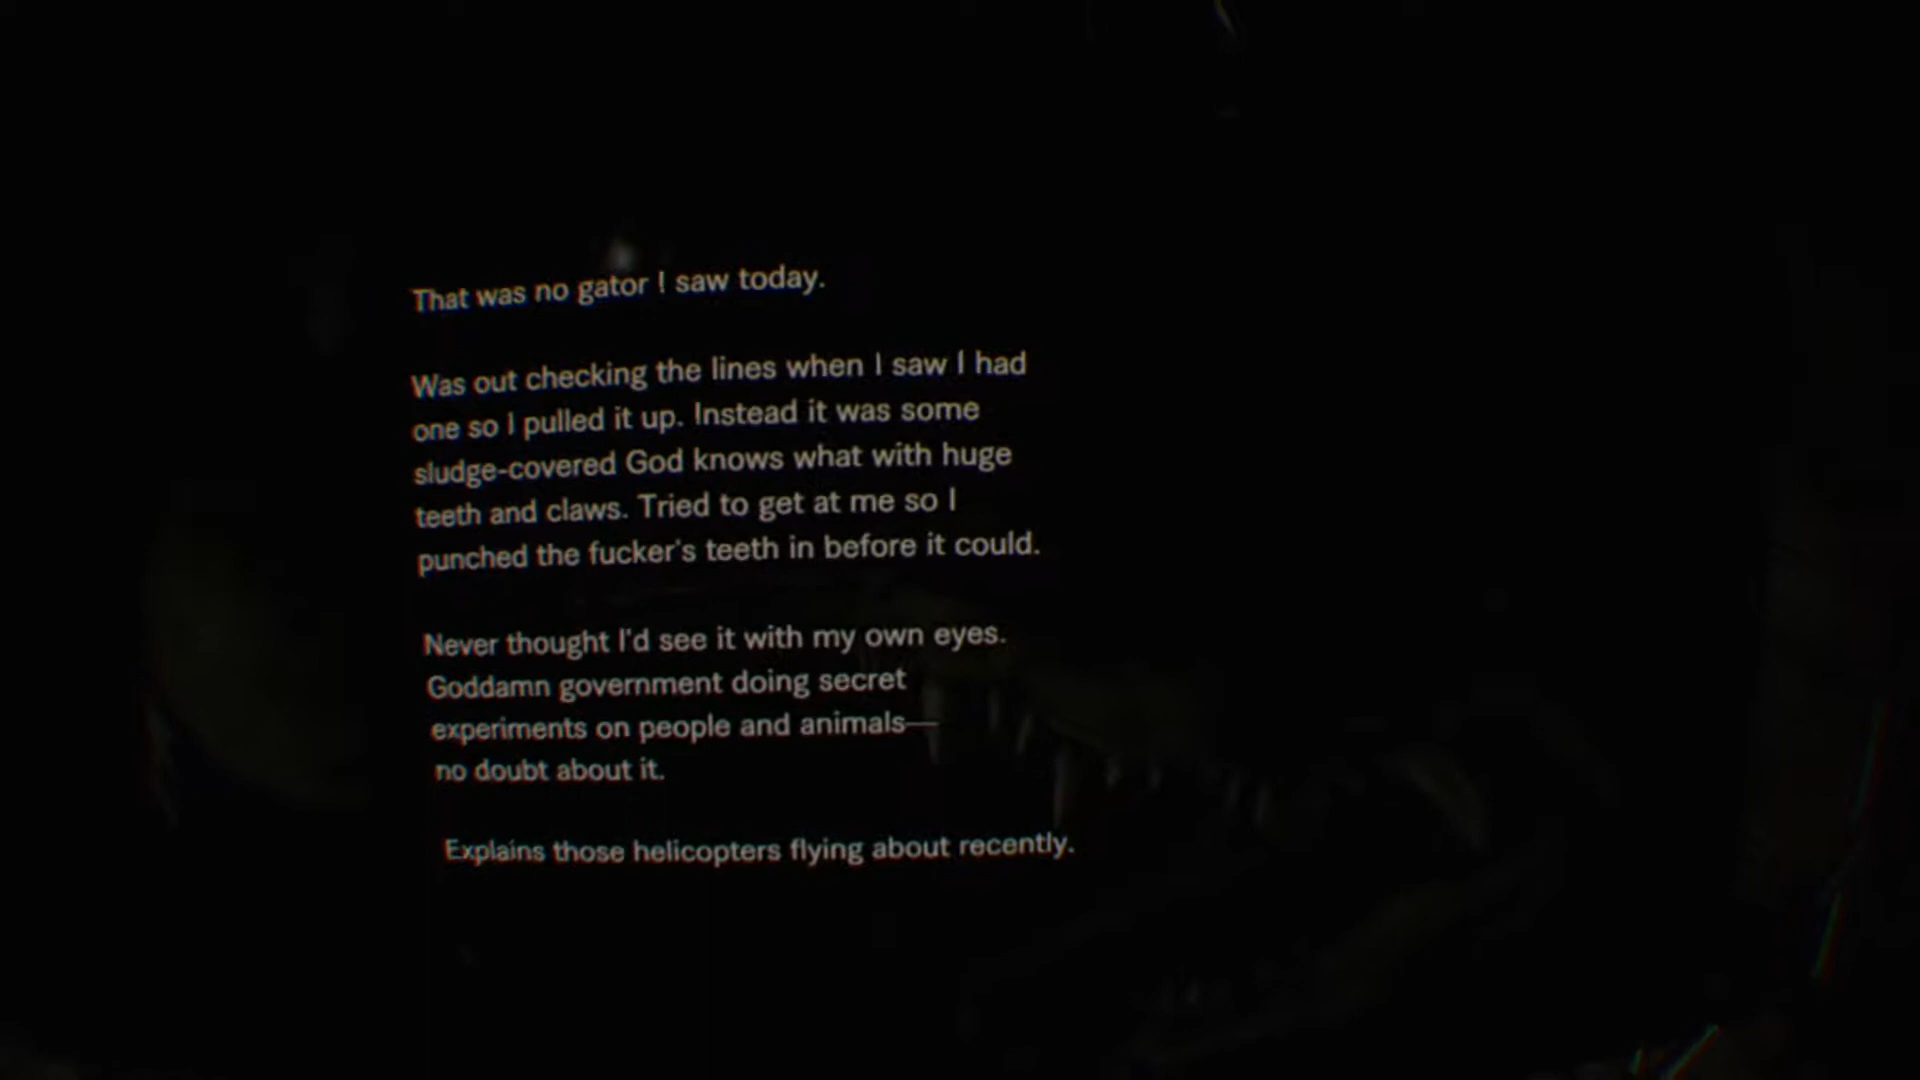 That was no gator I saw today.
Was out checking the lines when I saw I had
one so I pulled it up. Instead it was some
sludge-covered God knows what with huge
teeth and claws. Tried to get at me so I
punched the fucker's teeth in before it could.
Never thought I'd see it with my own eyes.
Goddamn government doing secret
experiments on people and animals—
no doubt about it.
Explains those helicopters flying about recently.